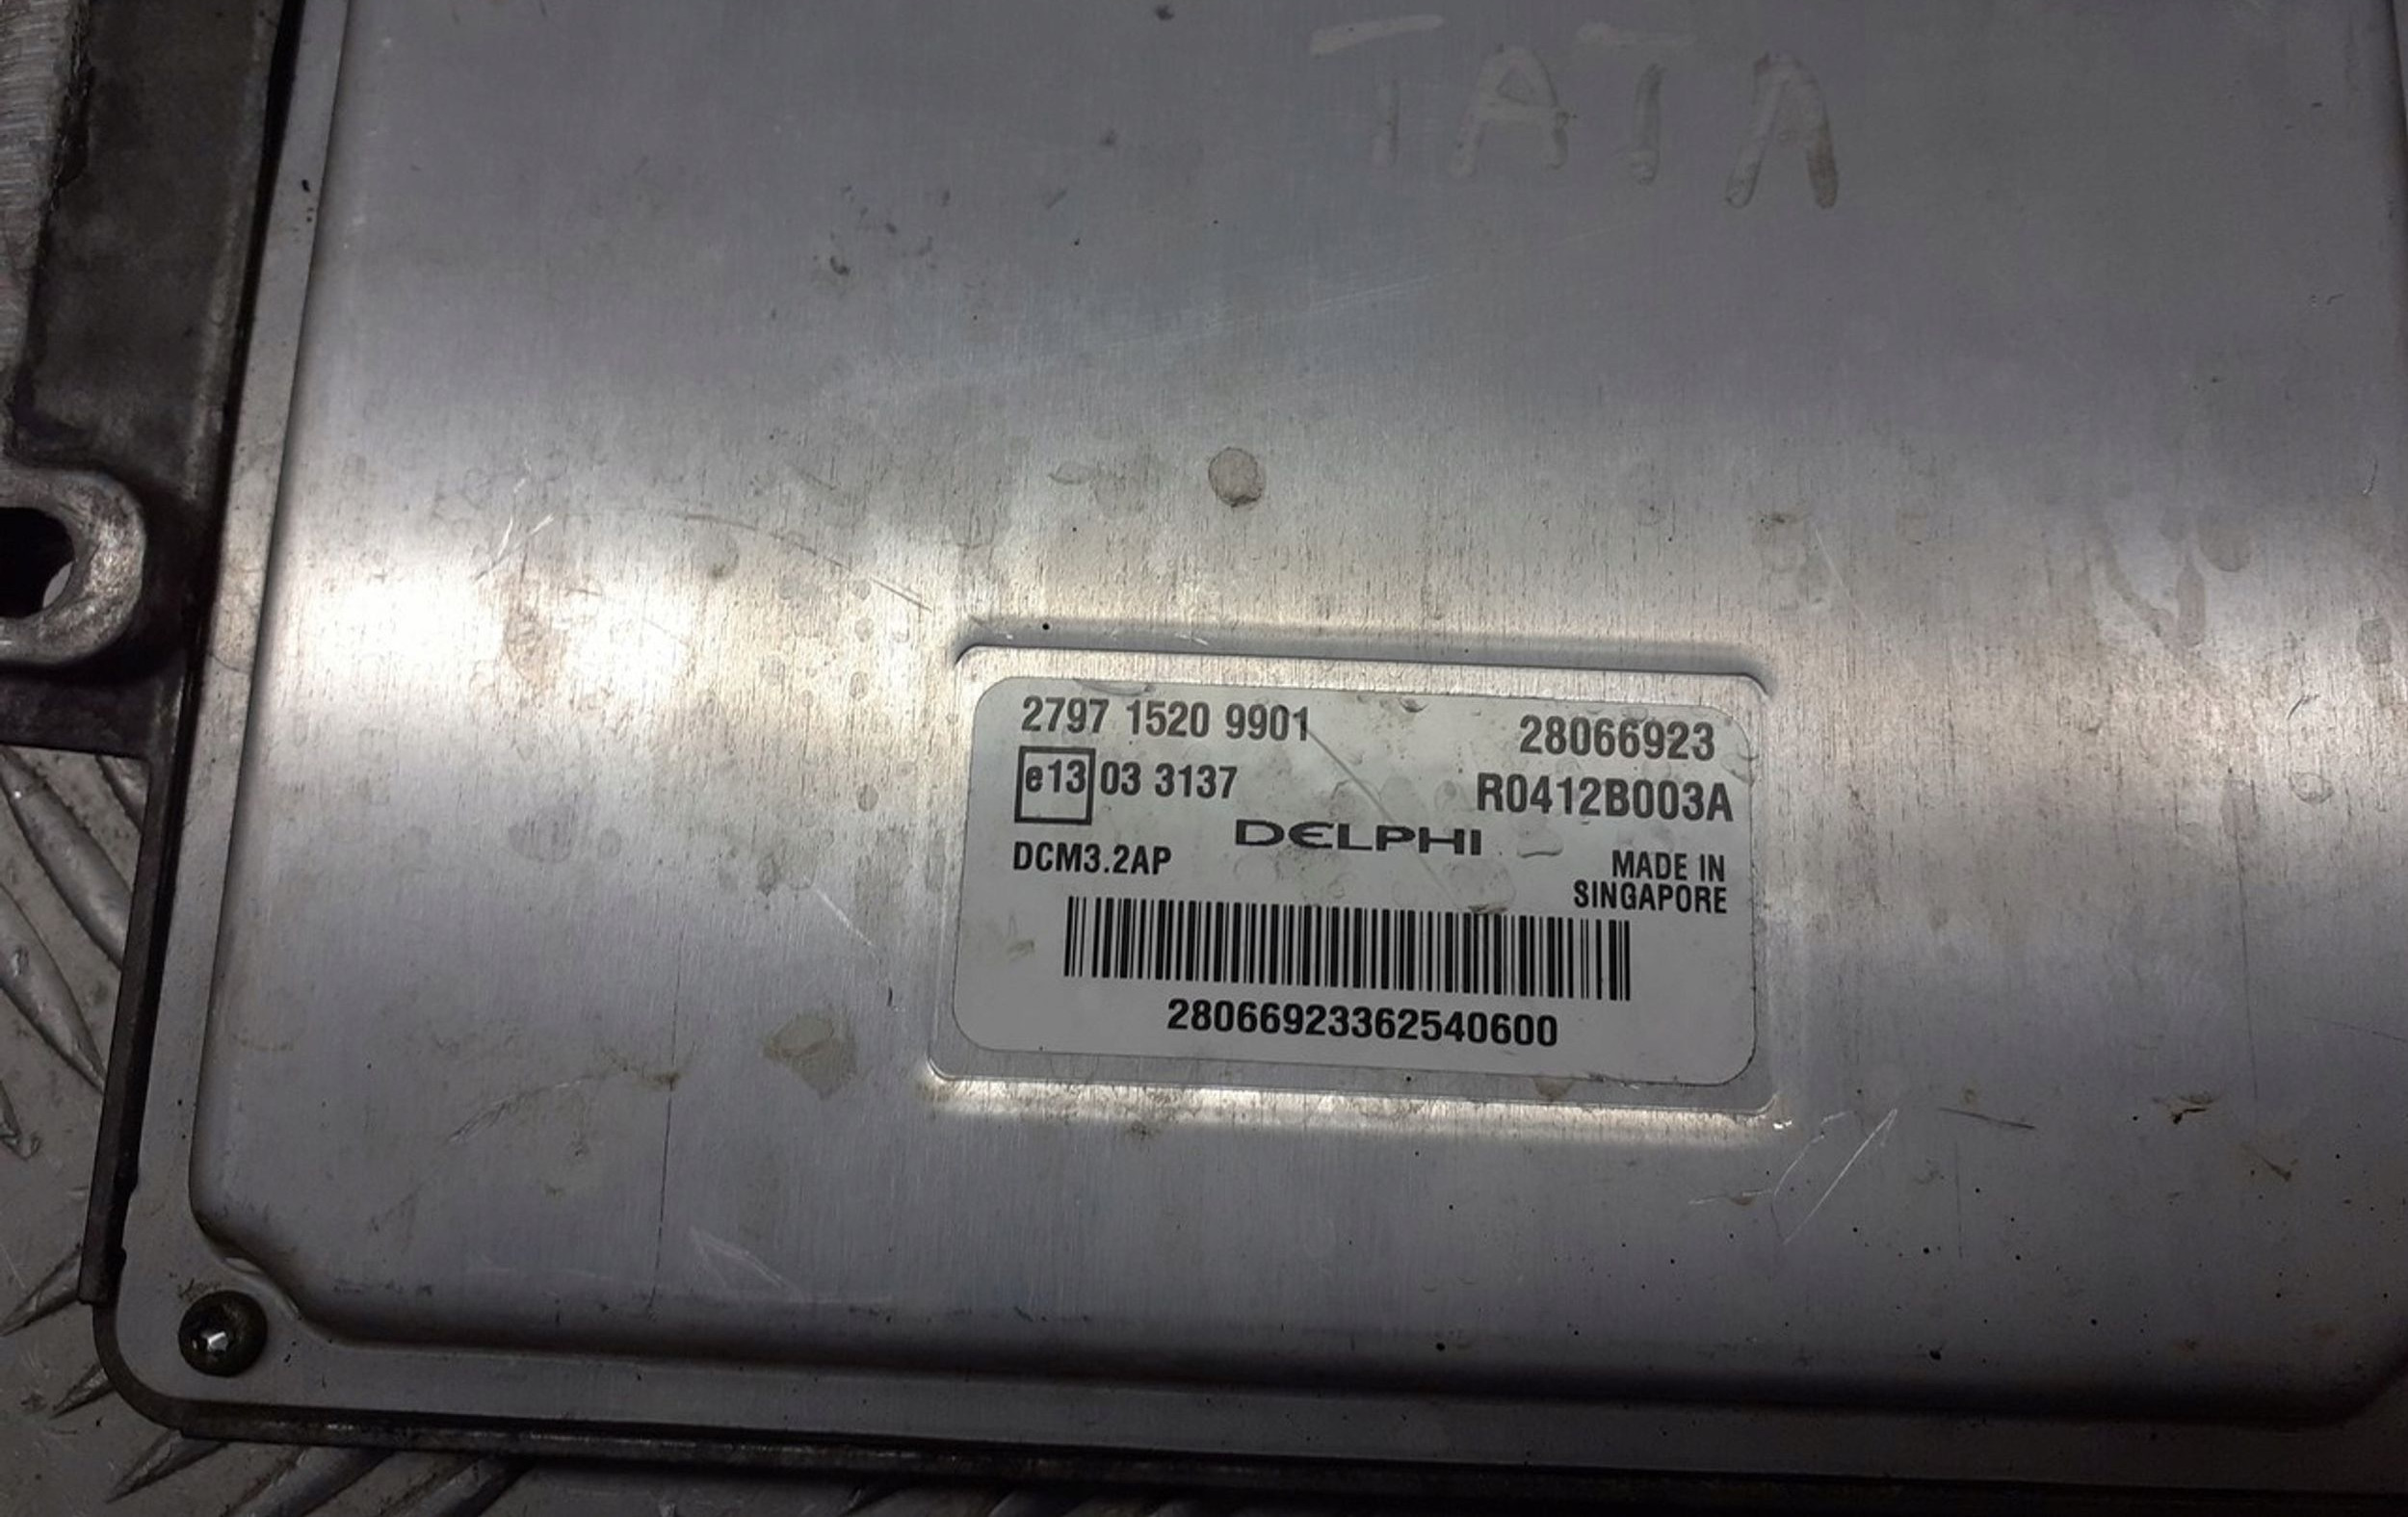 TATA
2797 1520 9901
28066923
e13 03 3137
R0412B003A
DELPHI
DCM3.2AP
MADE IN
SINGAPORE
28066923362540600